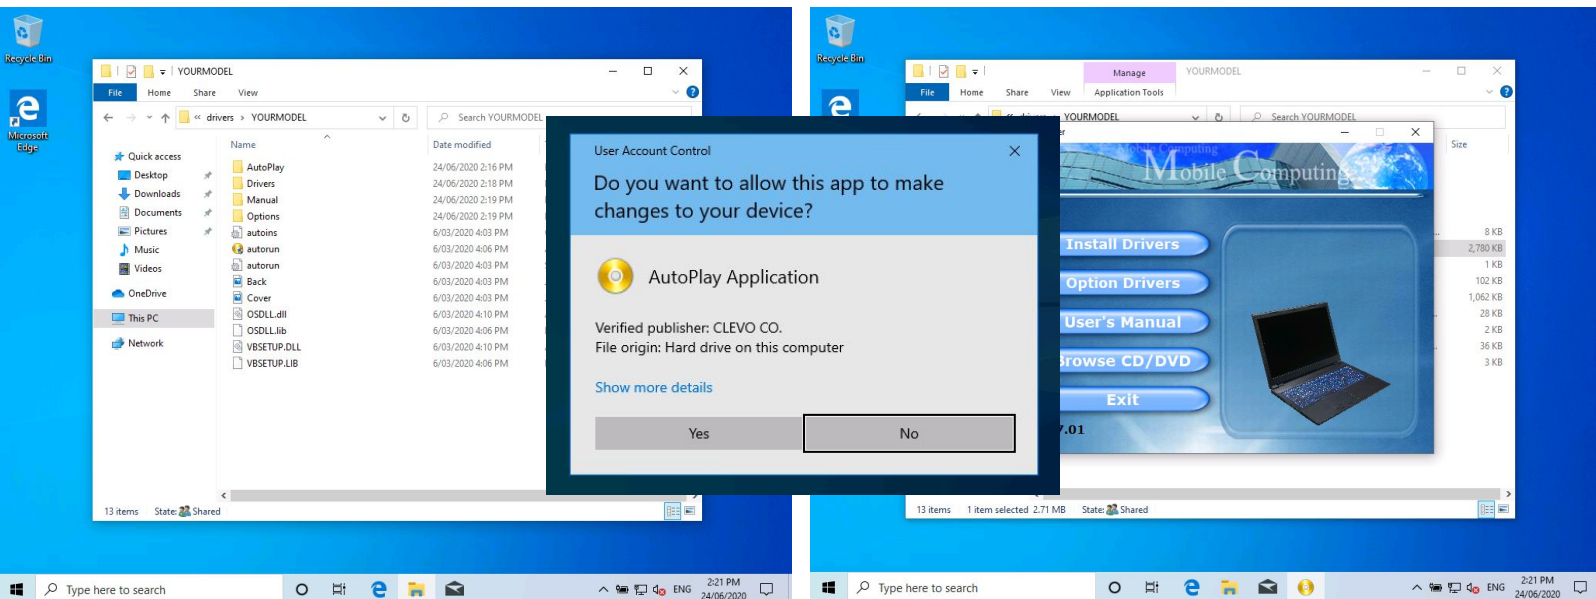 Recycle Bin
Microsoft Edge
YOURMODEL
File Home Share View
« drivers › YOURMODEL
Search YOURMODEL
Name Date modified
Quick access
Desktop
Downloads
Documents
Pictures
Music
Videos
OneDrive
This PC
Network
AutoPlay 24/06/2020 2:16 PM
Drivers 24/06/2020 2:18 PM
Manual 24/06/2020 2:19 PM
Options 24/06/2020 2:19 PM
autoins 6/03/2020 4:03 PM
autorun 6/03/2020 4:06 PM
autorun 6/03/2020 4:03 PM
Back 6/03/2020 4:03 PM
Cover 6/03/2020 4:03 PM
OSDLL.dll 6/03/2020 4:10 PM
OSDLL.lib 6/03/2020 4:06 PM
VBSETUP.DLL 6/03/2020 4:10 PM
VBSETUP.LIB 6/03/2020 4:06 PM
13 items State: Shared
Type here to search
ENG
2:21 PM
24/06/2020
User Account Control
Do you want to allow this app to make
changes to your device?
AutoPlay Application
Verified publisher: CLEVO CO.
File origin: Hard drive on this computer
Show more details
Yes No
Recycle Bin
Manage YOURMODEL
File Home Share View Application Tools
YOURMODEL
Search YOURMODEL
Size
Mobile Computing
Mobile Computing
Install Drivers
Option Drivers
User's Manual
Browse CD/DVD
Exit
8 KB
2,780 KB
1 KB
102 KB
1,062 KB
28 KB
2 KB
36 KB
3 KB
13 items 1 item selected 2.71 MB State: Shared
Type here to search
ENG
2:21 PM
24/06/2020